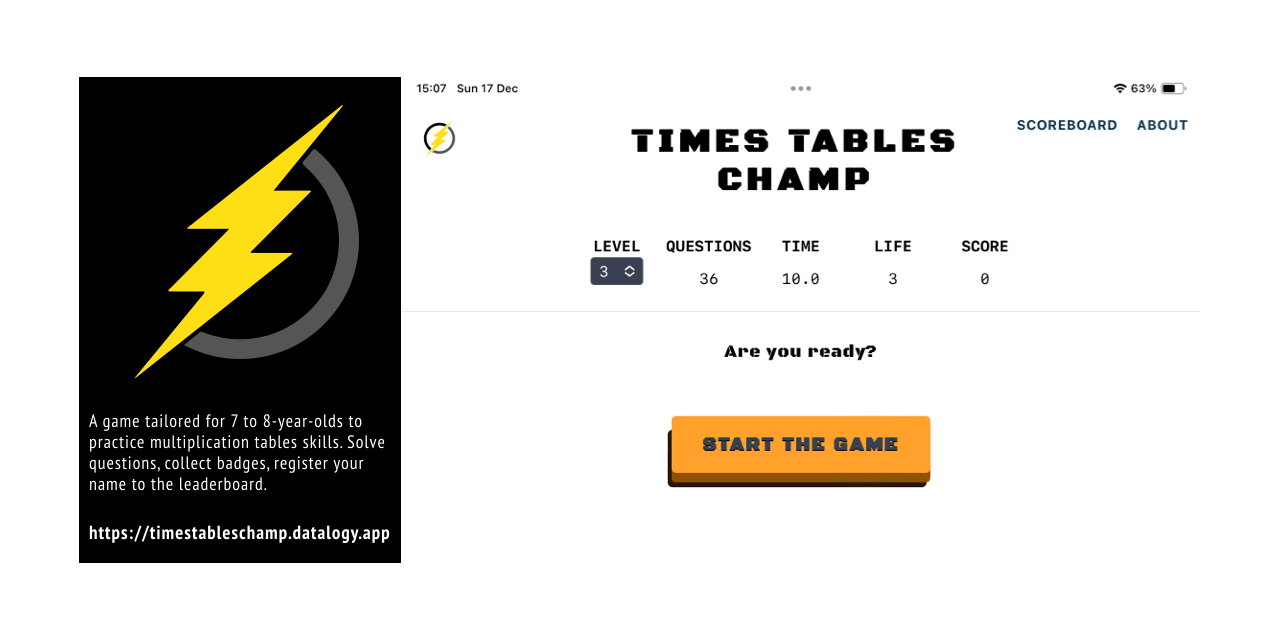 A game tailored for 7 to 8-year-olds to
practice multiplication tables skills. Solve
questions, collect badges, register your
name to the leaderboard.
https://timestableschamp.datalogy.app
15:07 Sun 17 Dec 63%
SCOREBOARD ABOUT
TIMES TABLES
CHAMP
LEVEL QUESTIONS TIME LIFE SCORE
3 36 10.0 3 0
Are you ready?
START THE GAME